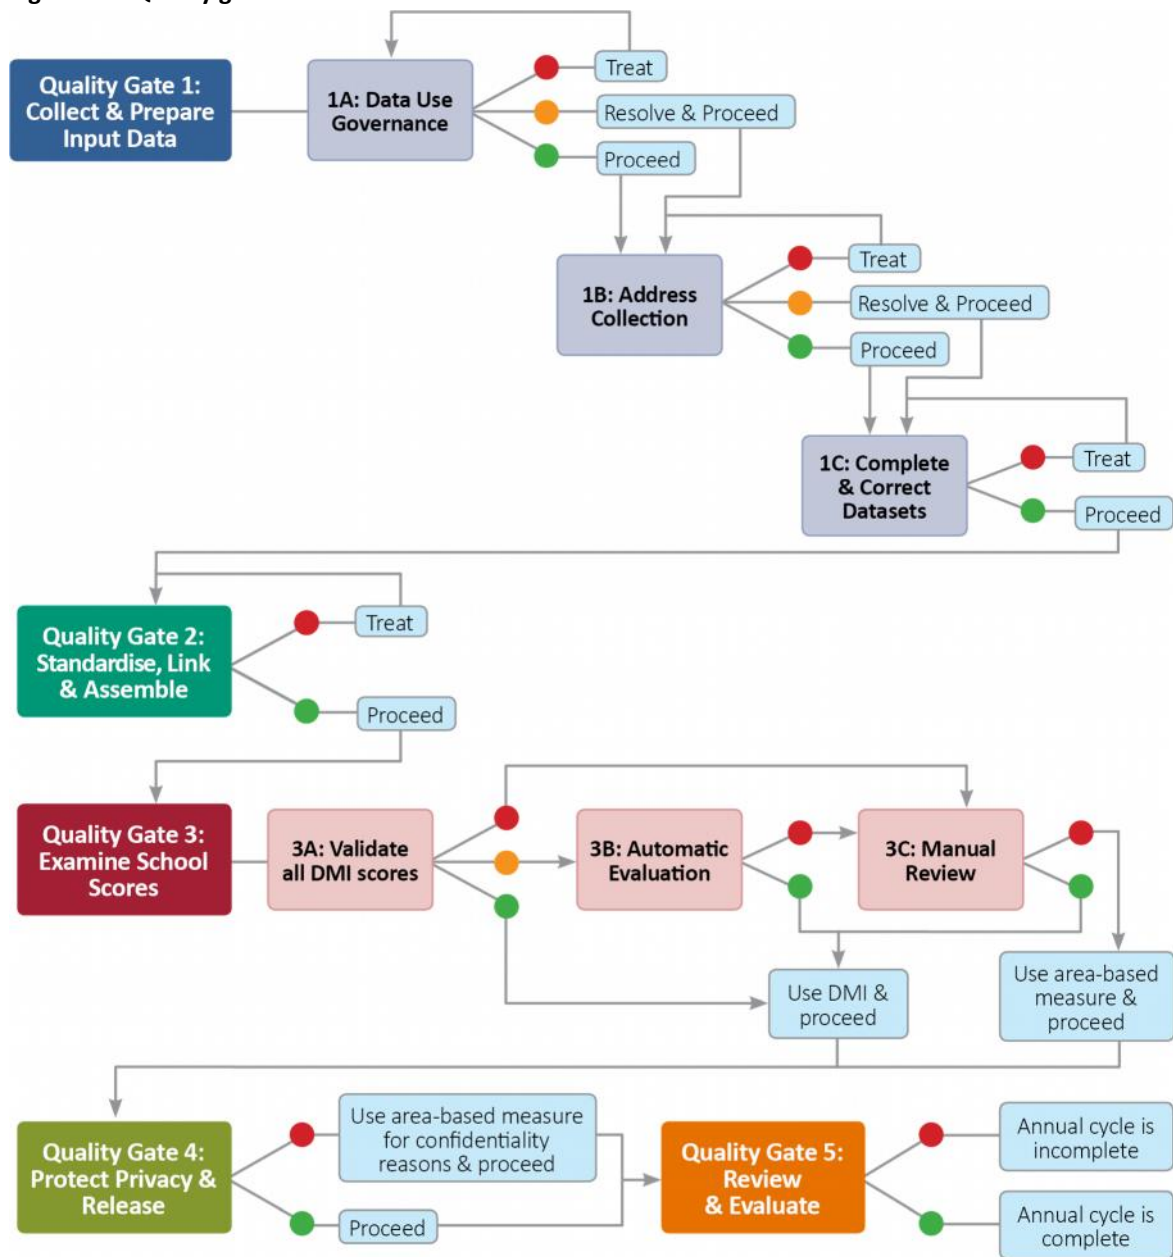 Quality Gate 1:
Collect & Prepare
Input Data
1A: Data Use
Governance
Treat
Resolve & Proceed
Proceed
1B: Address
Collection
Treat
Resolve & Proceed
Proceed
1C: Complete
& Correct
Datasets
Treat
Proceed
Quality Gate 2:
Standardise, Link
& Assemble
Treat
Proceed
Quality Gate 3:
Examine School
Scores
3A: Validate
all DMI scores
3B: Automatic
Evaluation
3C: Manual
Review
Use DMI &
proceed
Use area-based
measure &
proceed
Quality Gate 4:
Protect Privacy &
Release
Use area-based measure
for confidentiality
reasons & proceed
Proceed
Quality Gate 5:
Review
& Evaluate
Annual cycle is
incomplete
Annual cycle is
complete